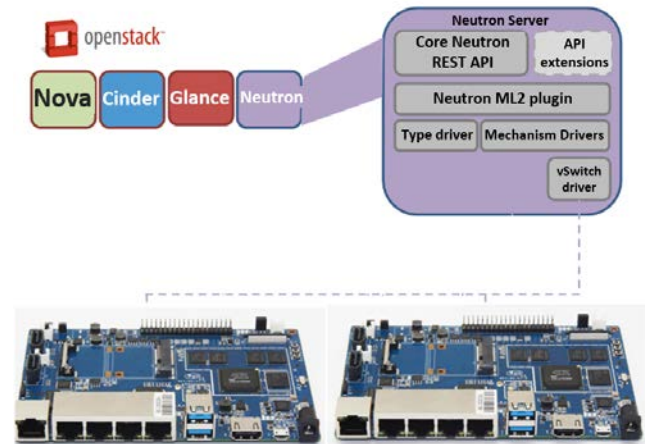 openstack™
Nova
Cinder
Glance
Neutron
Neutron Server
Core Neutron
REST API
API
extensions
Neutron ML2 plugin
Type driver
Mechanism Drivers
vSwitch
driver